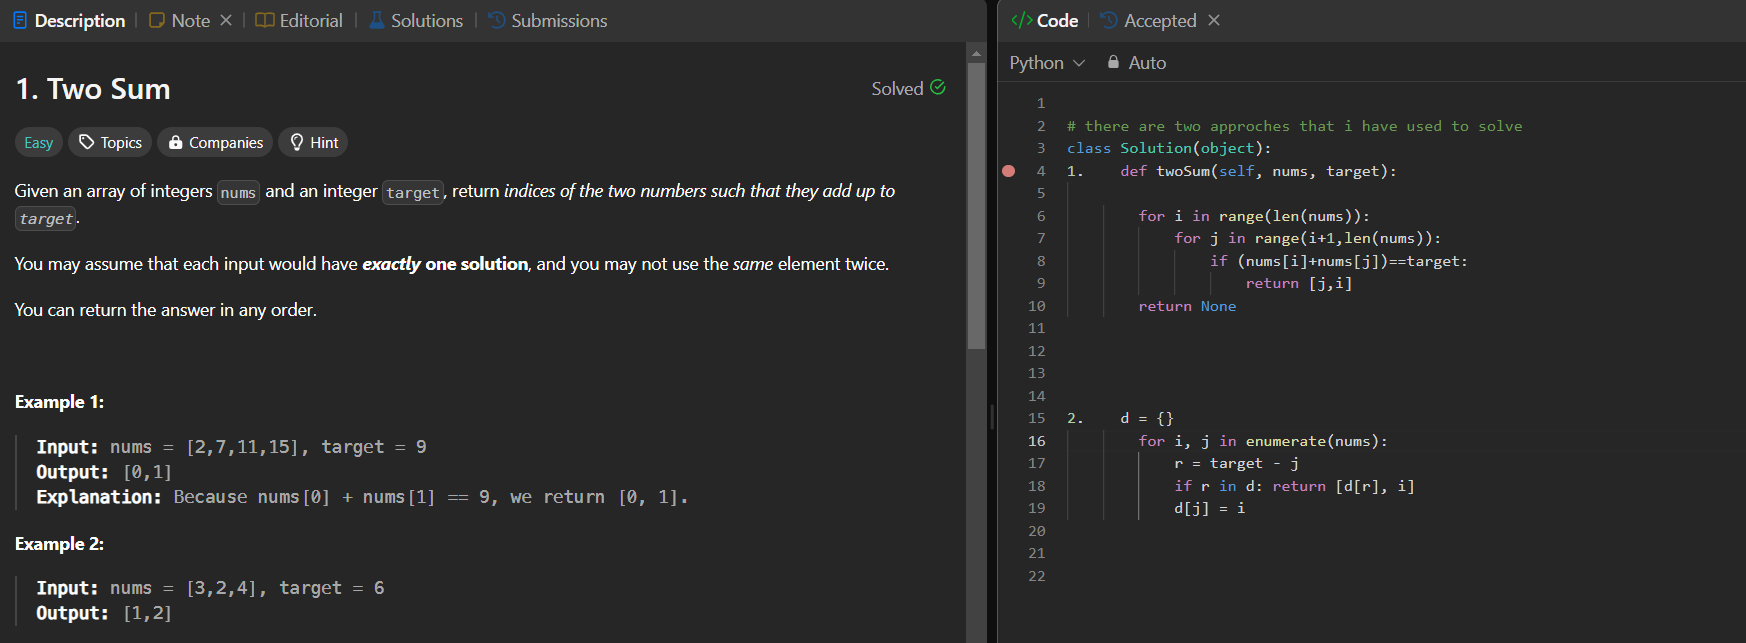 Description | Note × | Editorial | Solutions | Submissions
1. Two Sum
Solved
Easy Topics Companies Hint
Given an array of integers nums and an integer target, return indices of the two numbers such that they add up to
target.
You may assume that each input would have exactly one solution, and you may not use the same element twice.
You can return the answer in any order.
Example 1:
Input: nums = [2,7,11,15], target = 9
Output: [0,1]
Explanation: Because nums[0] + nums[1] == 9, we return [0, 1].
Example 2:
Input: nums = [3,2,4], target = 6
Output: [1,2]
</> Code | Accepted ×
Python Auto
1
2 # there are two approches that i have used to solve
3 class Solution(object):
4 1. def twoSum(self, nums, target):
5
6 for i in range(len(nums)):
7 for j in range(i+1,len(nums)):
8 if (nums[i]+nums[j])==target:
9 return [j,i]
10 return None
11
12
13
14
15 2. d = {}
16 for i, j in enumerate(nums):
17 r = target - j
18 if r in d: return [d[r], i]
19 d[j] = i
20
21
22